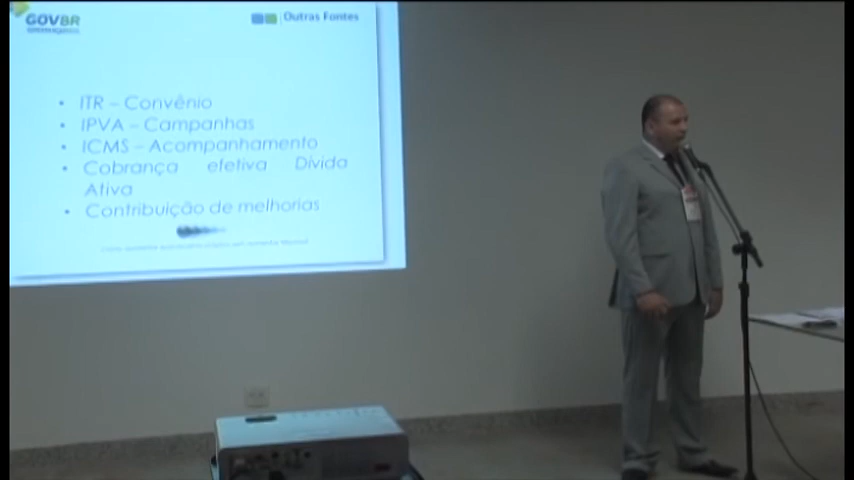 GOVBR
Outras Fontes
• ITR – Convênio
• IPVA – Campanhas
• ICMS – Acompanhamento
• Cobrança efetiva Dívida
Ativa
• Contribuição de melhorias